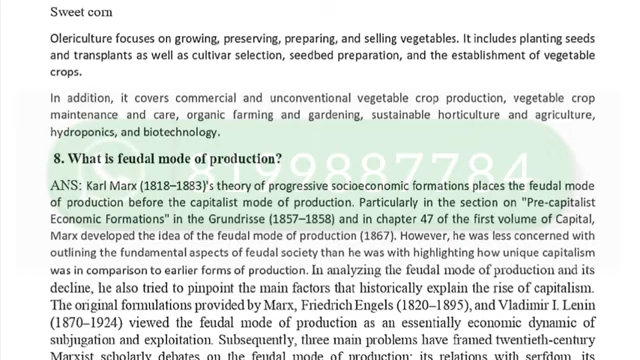 Sweet corn
Olericulture focuses on growing, preserving, preparing, and selling vegetables. It includes planting seeds
and transplants as well as cultivar selection, seedbed preparation, and the establishment of vegetable
crops.
In addition, it covers commercial and unconventional vegetable crop production, vegetable crop
maintenance and care, organic farming and gardening, sustainable horticulture and agriculture,
hydroponics, and biotechnology.
8. What is feudal mode of production?
8199887784
ANS: Karl Marx (1818–1883)'s theory of progressive socioeconomic formations places the feudal mode
of production before the capitalist mode of production. Particularly in the section on "Pre-capitalist
Economic Formations" in the Grundrisse (1857–1858) and in chapter 47 of the first volume of Capital,
Marx developed the idea of the feudal mode of production (1867). However, he was less concerned with
outlining the fundamental aspects of feudal society than he was with highlighting how unique capitalism
was in comparison to earlier forms of production. In analyzing the feudal mode of production and its
decline, he also tried to pinpoint the main factors that historically explain the rise of capitalism.
The original formulations provided by Marx, Friedrich Engels (1820–1895), and Vladimir I. Lenin
(1870–1924) viewed the feudal mode of production as an essentially economic dynamic of
subjugation and exploitation. Subsequently, three main problems have framed twentieth-century
Marxist scholarly debates on the feudal mode of production: its relations with serfdom, its